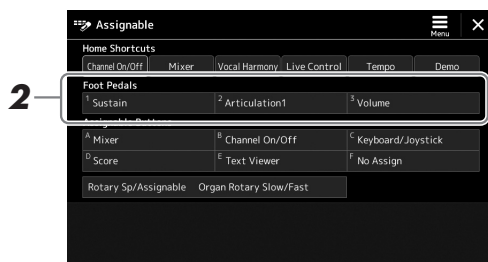 Assignable
Menu
Home Shortcuts
Channel On/Off Mixer Vocal Harmony Live Control Tempo Demo
2
Foot Pedals
1 Sustain 2 Articulation1 3 Volume
Assignable Buttons
A Mixer B Channel On/Off C Keyboard/Joystick
D Score E Text Viewer F No Assign
Rotary Sp/Assignable Organ Rotary Slow/Fast